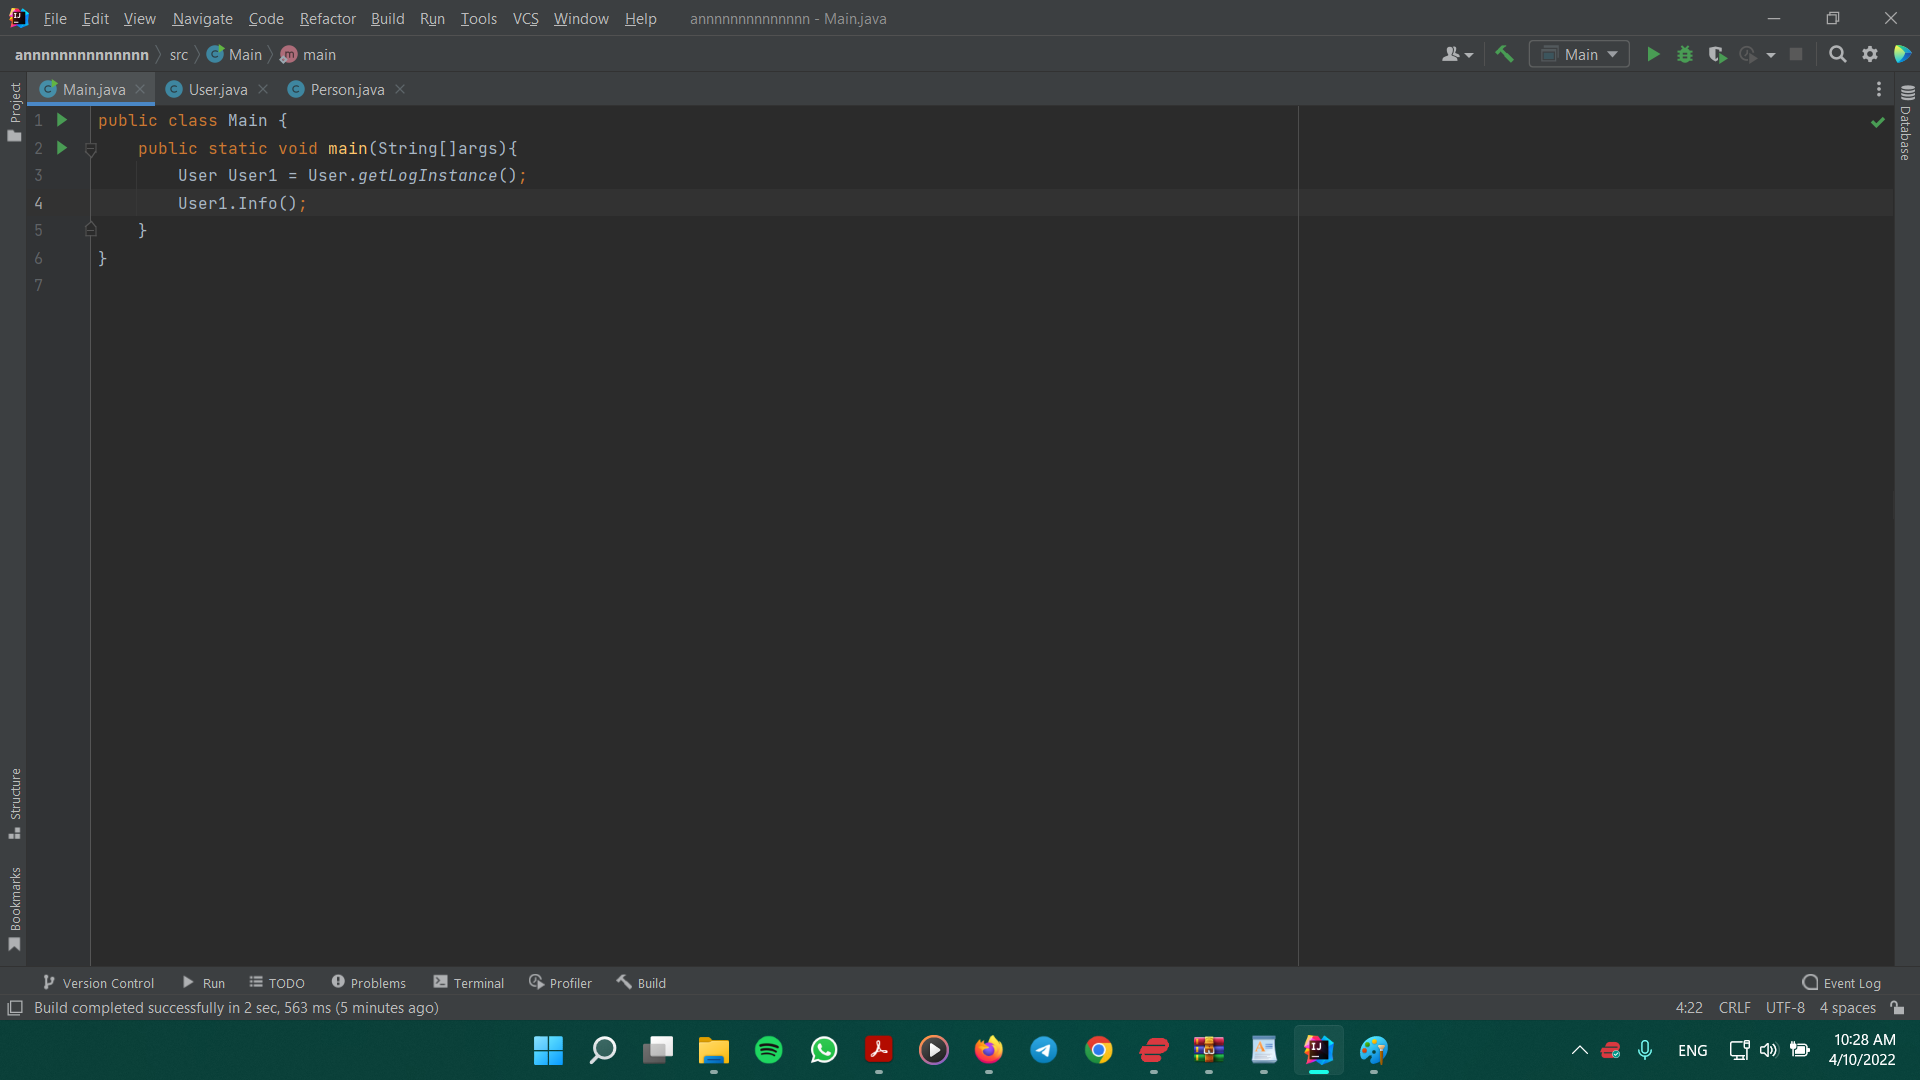 File Edit View Navigate Code Refactor Build Run Tools VCS Window Help annnnnnnnnnnnnn - Main.java
annnnnnnnnnnnnn src Main main
Main
Project
Main.java User.java Person.java
Database
1 public class Main {
2 public static void main(String[]args){
3 User User1 = User.getLogInstance();
4 User1.Info();
5 }
6 }
7
Structure
Bookmarks
Version Control Run TODO Problems Terminal Profiler Build Event Log
Build completed successfully in 2 sec, 563 ms (5 minutes ago) 4:22 CRLF UTF-8 4 spaces
ENG
10:28 AM
4/10/2022